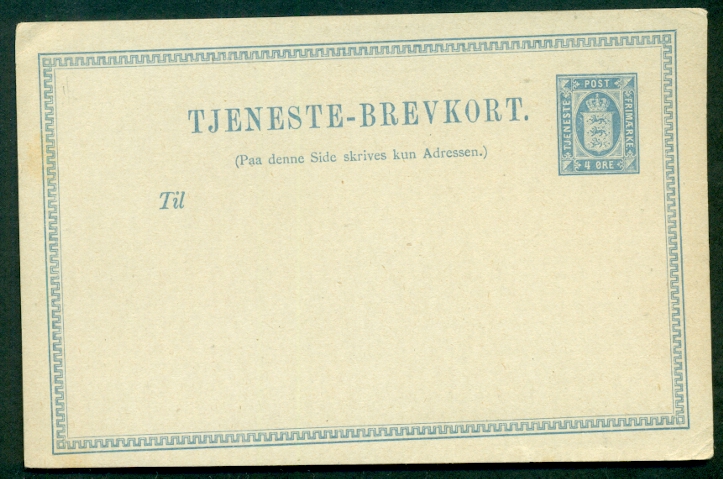 TJENESTE-BREVKORT.
(Paa denne Side skrives kun Adressen.)
Til
POST
TJENESTE
FRIMÆRKE
4 ØRE